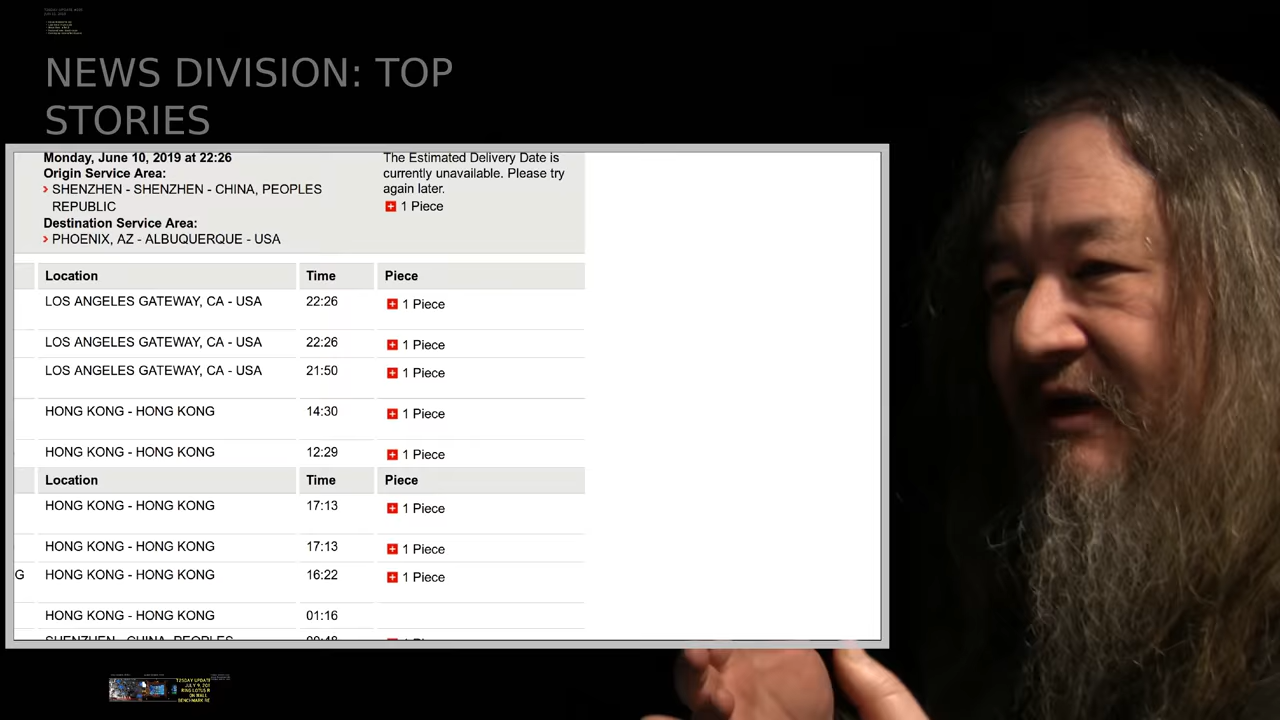 NEWS DIVISION: TOP
STORIES
Monday, June 10, 2019 at 22:26
Origin Service Area:
SHENZHEN - SHENZHEN - CHINA, PEOPLES
REPUBLIC
Destination Service Area:
PHOENIX, AZ - ALBUQUERQUE - USA
The Estimated Delivery Date is
currently unavailable. Please try
again later.
1 Piece
Location Time Piece
LOS ANGELES GATEWAY, CA - USA 22:26 1 Piece
LOS ANGELES GATEWAY, CA - USA 22:26 1 Piece
LOS ANGELES GATEWAY, CA - USA 21:50 1 Piece
HONG KONG - HONG KONG 14:30 1 Piece
HONG KONG - HONG KONG 12:29 1 Piece
Location Time Piece
HONG KONG - HONG KONG 17:13 1 Piece
HONG KONG - HONG KONG 17:13 1 Piece
G HONG KONG - HONG KONG 16:22 1 Piece
HONG KONG - HONG KONG 01:16
SHENZHEN - CHINA, PEOPLES